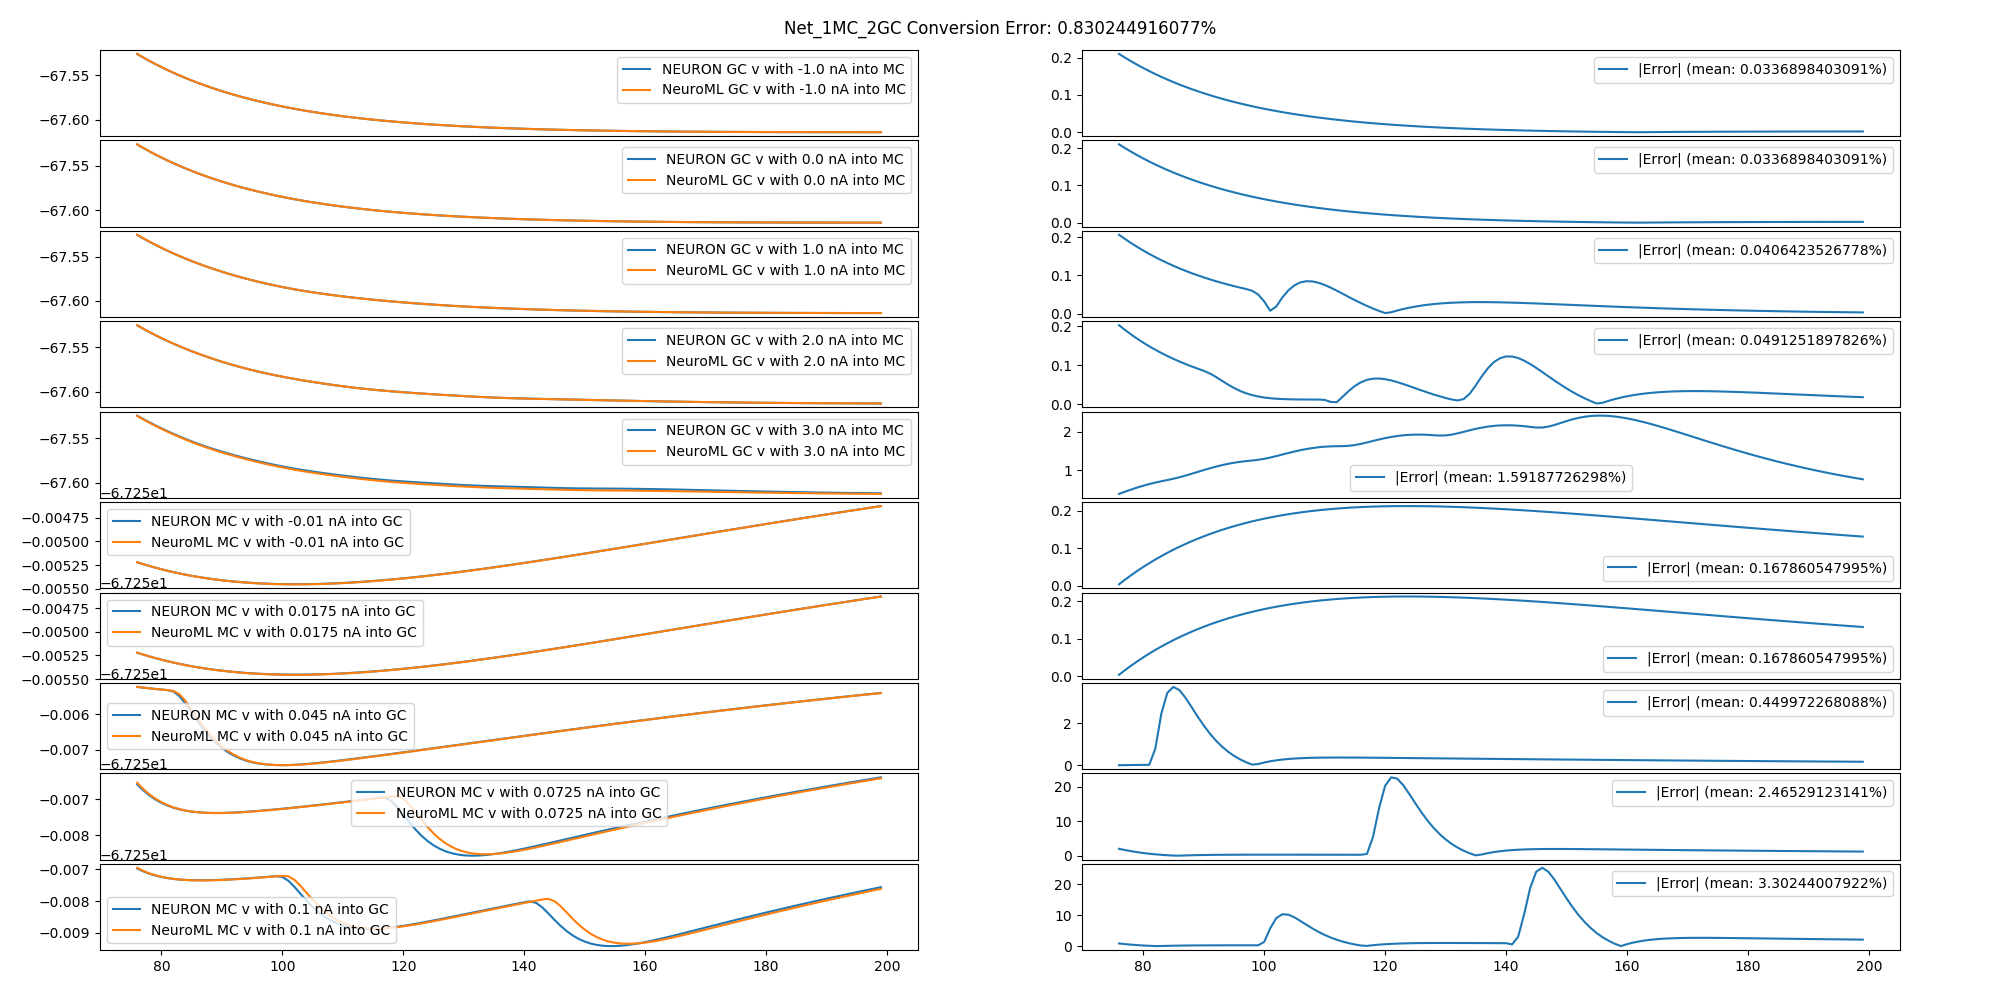 Net_1MC_2GC Conversion Error: 0.830244916077%
−67.55
−67.60
NEURON GC v with -1.0 nA into MC
NeuroML GC v with -1.0 nA into MC
0.2
0.1
0.0
|Error| (mean: 0.0336898403091%)
−67.55
−67.60
NEURON GC v with 0.0 nA into MC
NeuroML GC v with 0.0 nA into MC
0.2
0.1
0.0
|Error| (mean: 0.0336898403091%)
−67.55
−67.60
NEURON GC v with 1.0 nA into MC
NeuroML GC v with 1.0 nA into MC
0.2
0.1
0.0
|Error| (mean: 0.0406423526778%)
−67.55
−67.60
NEURON GC v with 2.0 nA into MC
NeuroML GC v with 2.0 nA into MC
0.2
0.1
0.0
|Error| (mean: 0.0491251897826%)
−67.55
−67.60
NEURON GC v with 3.0 nA into MC
NeuroML GC v with 3.0 nA into MC
2
1
|Error| (mean: 1.59187726298%)
−6.725e1
−0.00475
−0.00500
−0.00525
−0.00550
NEURON MC v with -0.01 nA into GC
NeuroML MC v with -0.01 nA into GC
0.2
0.1
0.0
|Error| (mean: 0.167860547995%)
−6.725e1
−0.00475
−0.00500
−0.00525
−0.00550
NEURON MC v with 0.0175 nA into GC
NeuroML MC v with 0.0175 nA into GC
0.2
0.1
0.0
|Error| (mean: 0.167860547995%)
−6.725e1
−0.006
−0.007
NEURON MC v with 0.045 nA into GC
NeuroML MC v with 0.045 nA into GC
2
0
|Error| (mean: 0.449972268088%)
−6.725e1
−0.007
−0.008
NEURON MC v with 0.0725 nA into GC
NeuroML MC v with 0.0725 nA into GC
20
10
0
|Error| (mean: 2.46529123141%)
−6.725e1
−0.007
−0.008
−0.009
NEURON MC v with 0.1 nA into GC
NeuroML MC v with 0.1 nA into GC
20
10
0
|Error| (mean: 3.30244007922%)
80 100 120 140 160 180 200
80 100 120 140 160 180 200